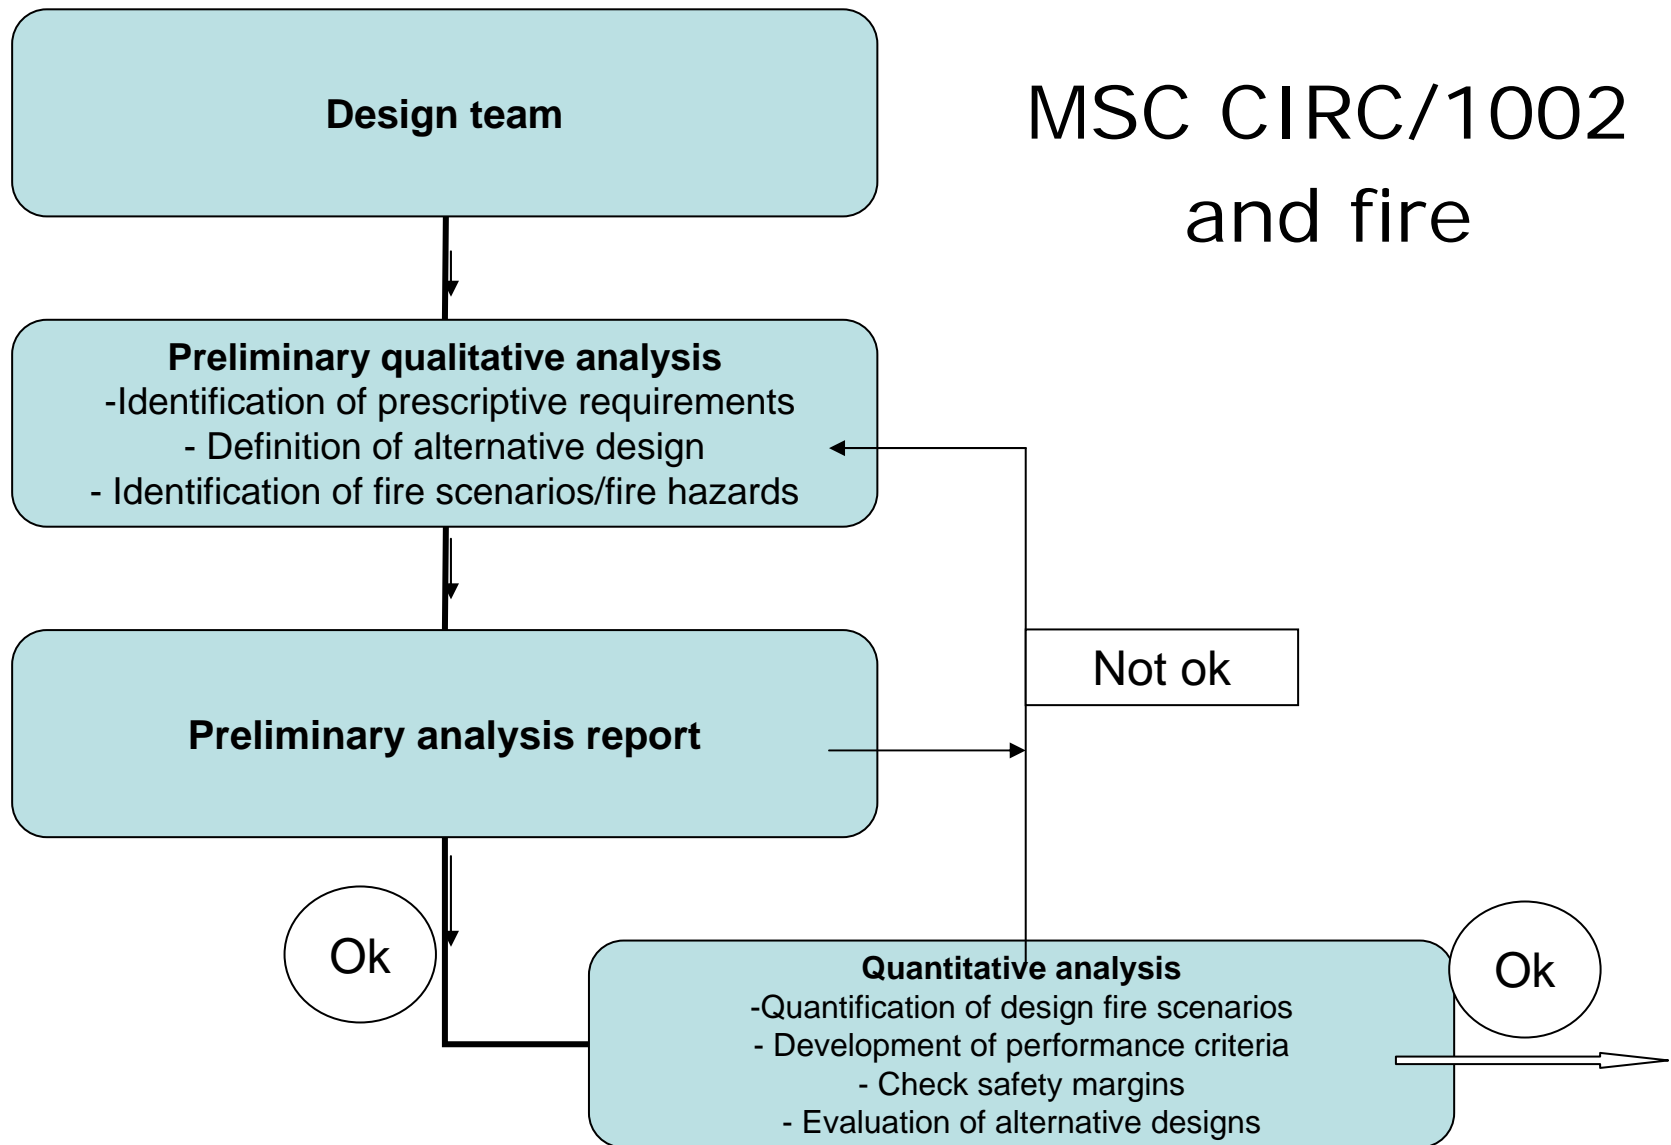 MSC CIRC/1002
and fire
Design team
Preliminary qualitative analysis
-Identification of prescriptive requirements
- Definition of alternative design
- Identification of fire scenarios/fire hazards
Not ok
Preliminary analysis report
Ok
Quantitative analysis
-Quantification of design fire scenarios
- Development of performance criteria
- Check safety margins
- Evaluation of alternative designs
Ok